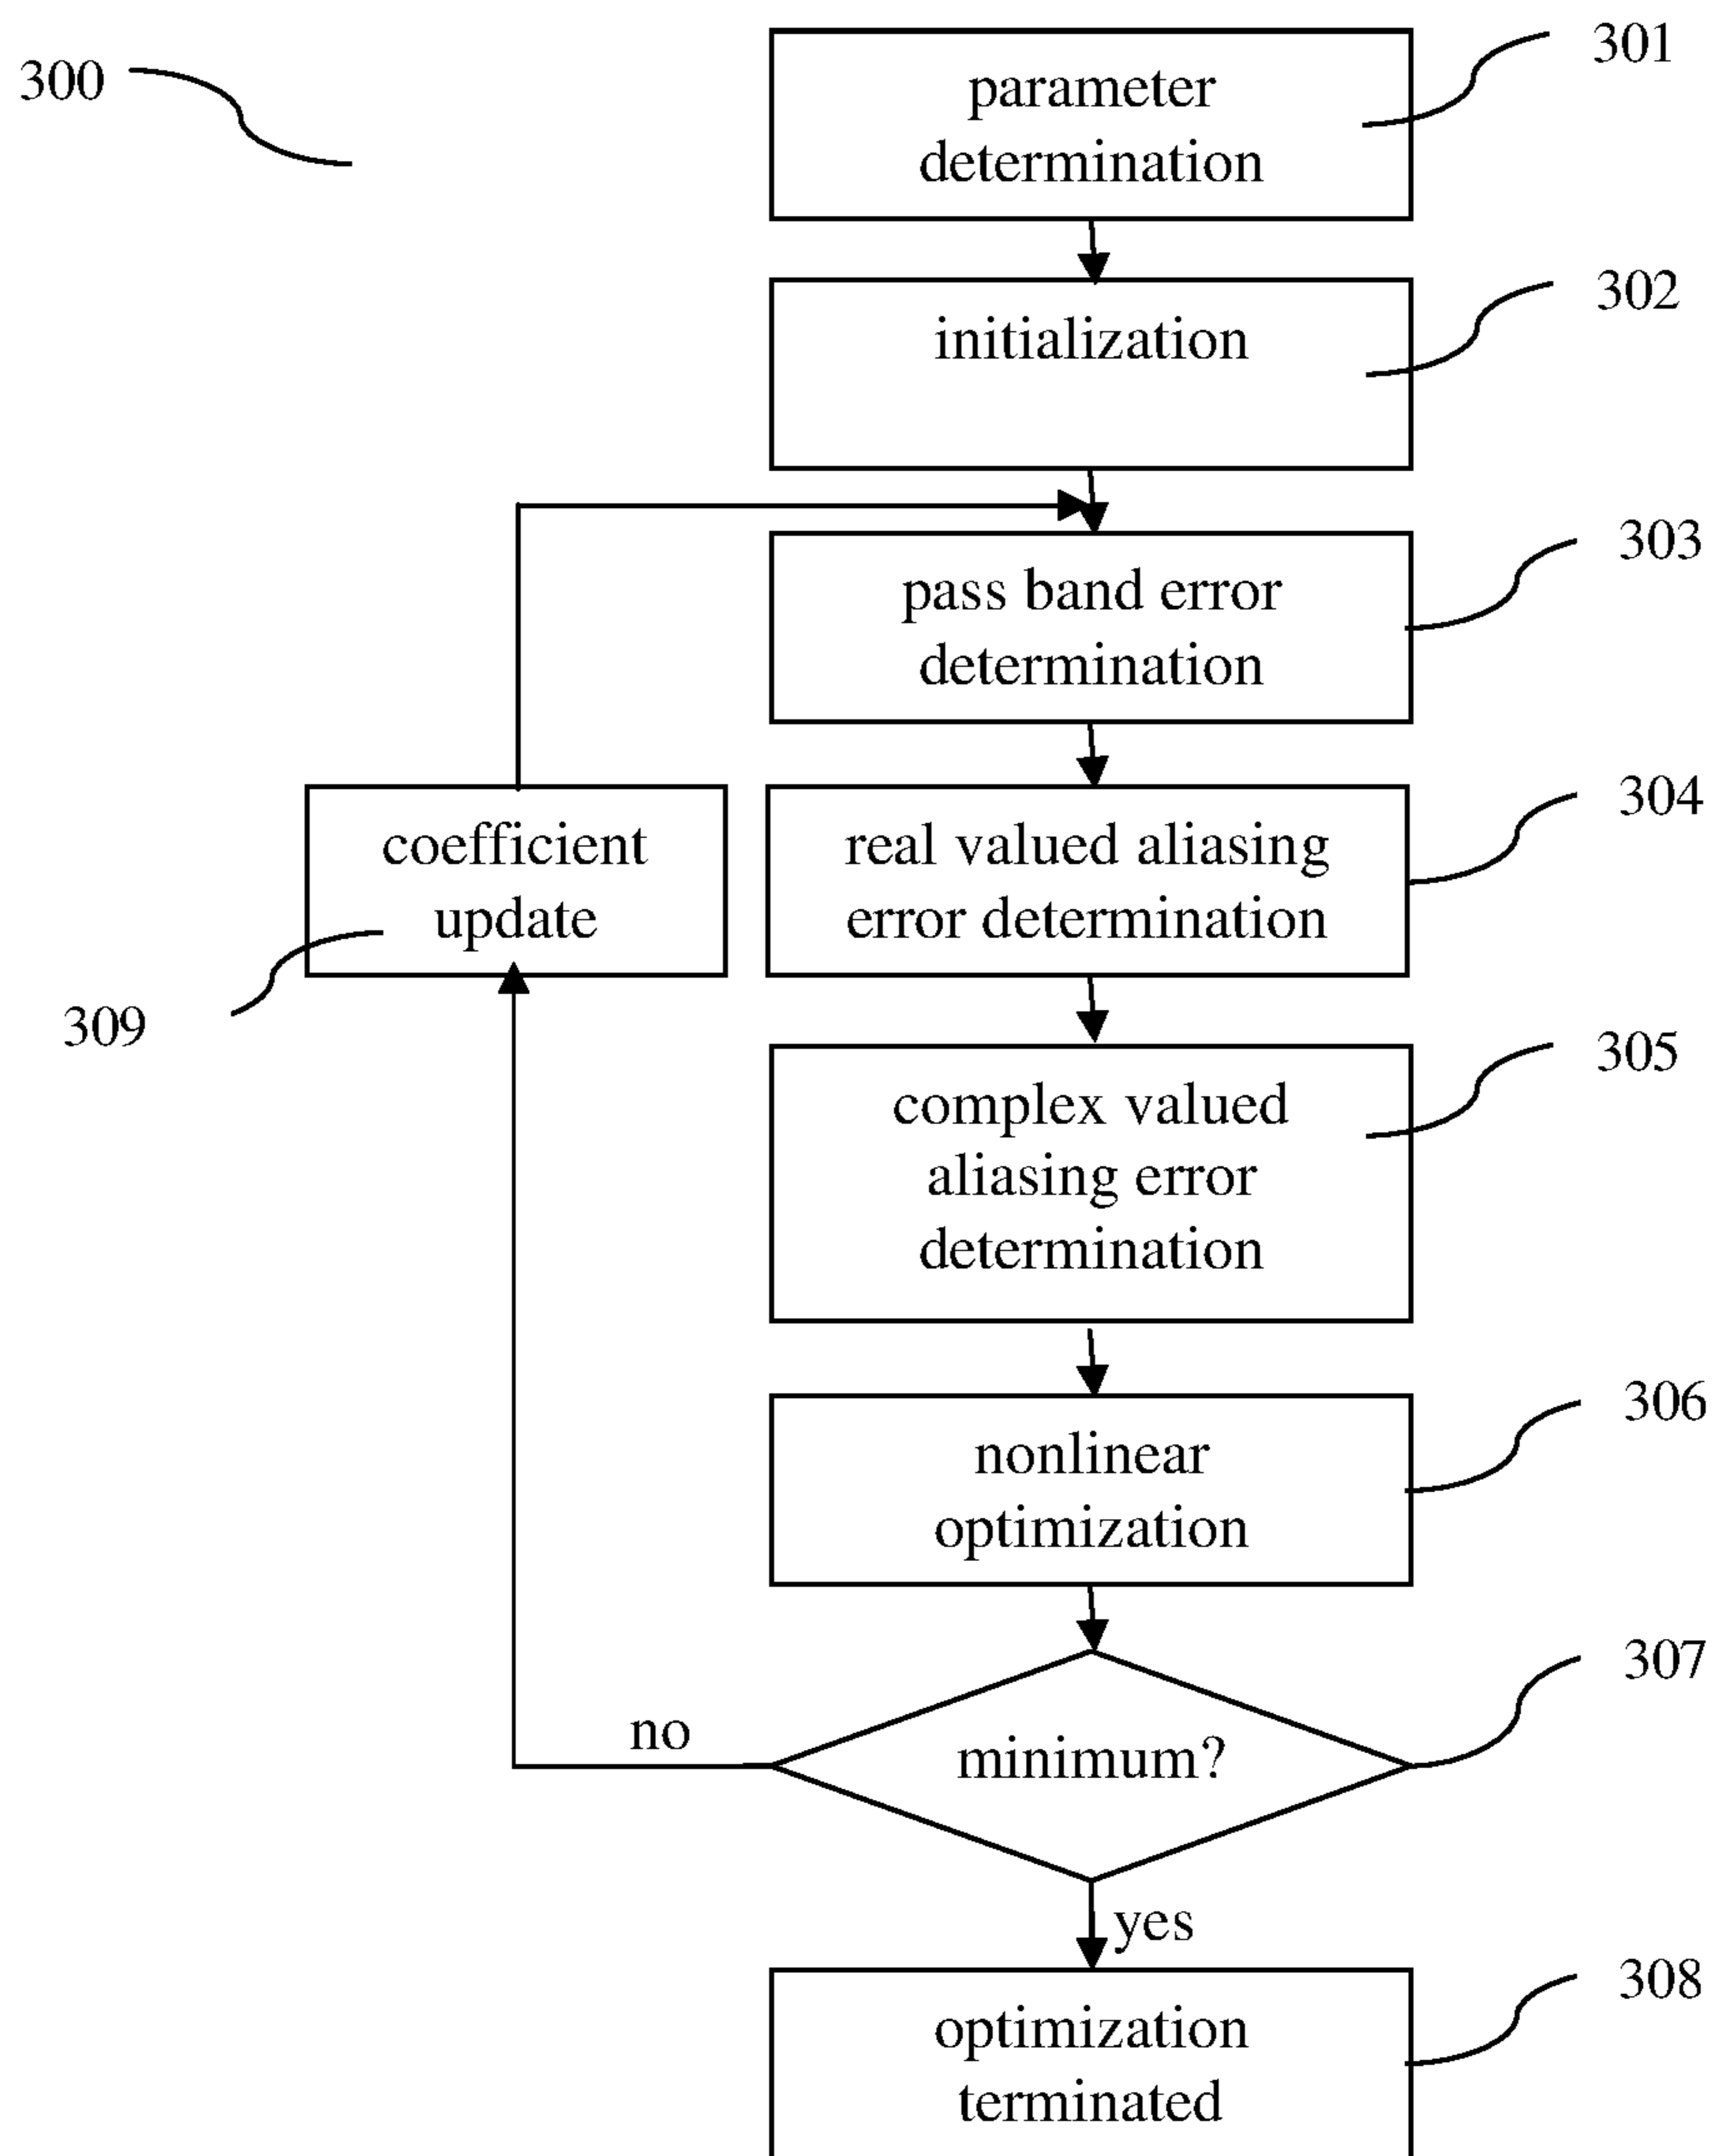 301
300
parameter
determination
302
initialization
303
pass band error
determination
304
coefficient
update
real valued aliasing
error determination
309
305
complex valued
aliasing error
determination
306
nonlinear
optimization
307
no
minimum?
yes
308
optimization
terminated